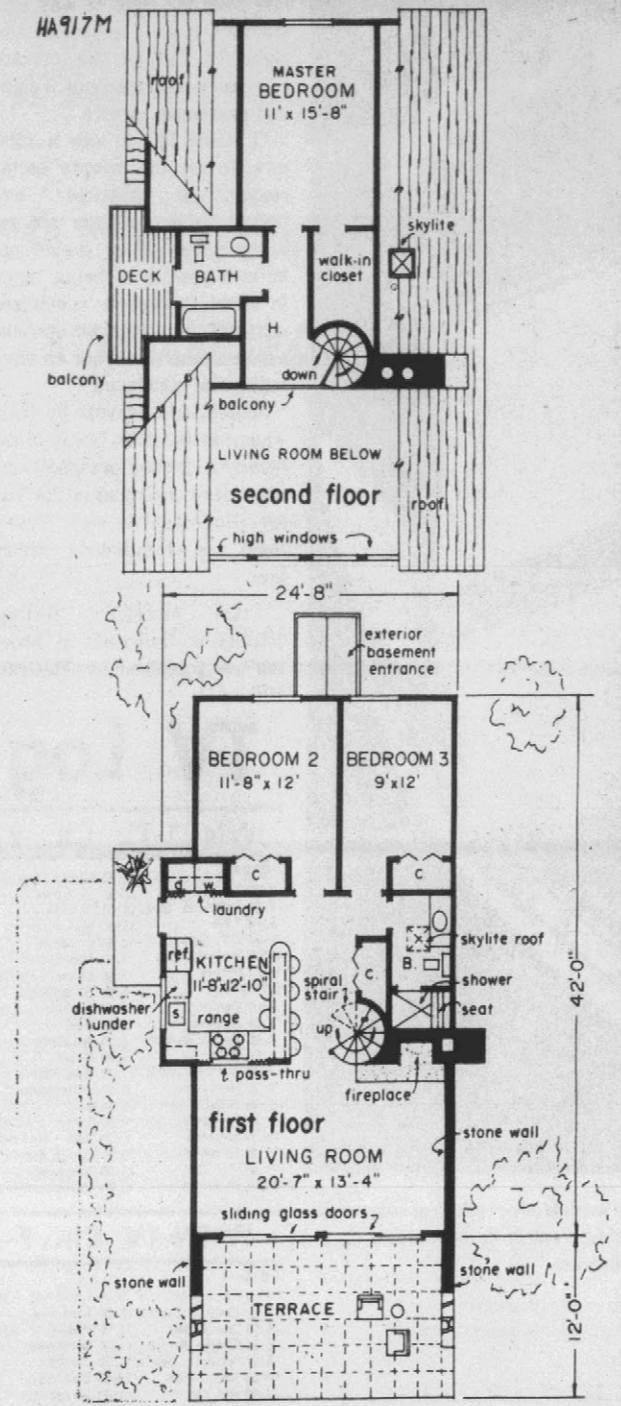 HA917M
roof
MASTER
BEDROOM
11' x 15'-8"
skylite
DECK
BATH
walk-in
closet
H.
down
balcony
balcony
LIVING ROOM BELOW
second floor
roof
high windows
24'-8"
exterior
basement
entrance
BEDROOM 2
11'-8" x 12'
BEDROOM 3
9'x12'
C
C
d
w
laundry
skylite roof
ref.
KITCHEN
11'-8"x12'-10"
C.
B.
spiral
stair
shower
seat
dishwasher
under
S
range
up
42'-0"
pass-thru
fireplace
first floor
stone wall
LIVING ROOM
20'-7" x 13'-4"
sliding glass doors
stone wall
stone wall
TERRACE
12'-0"